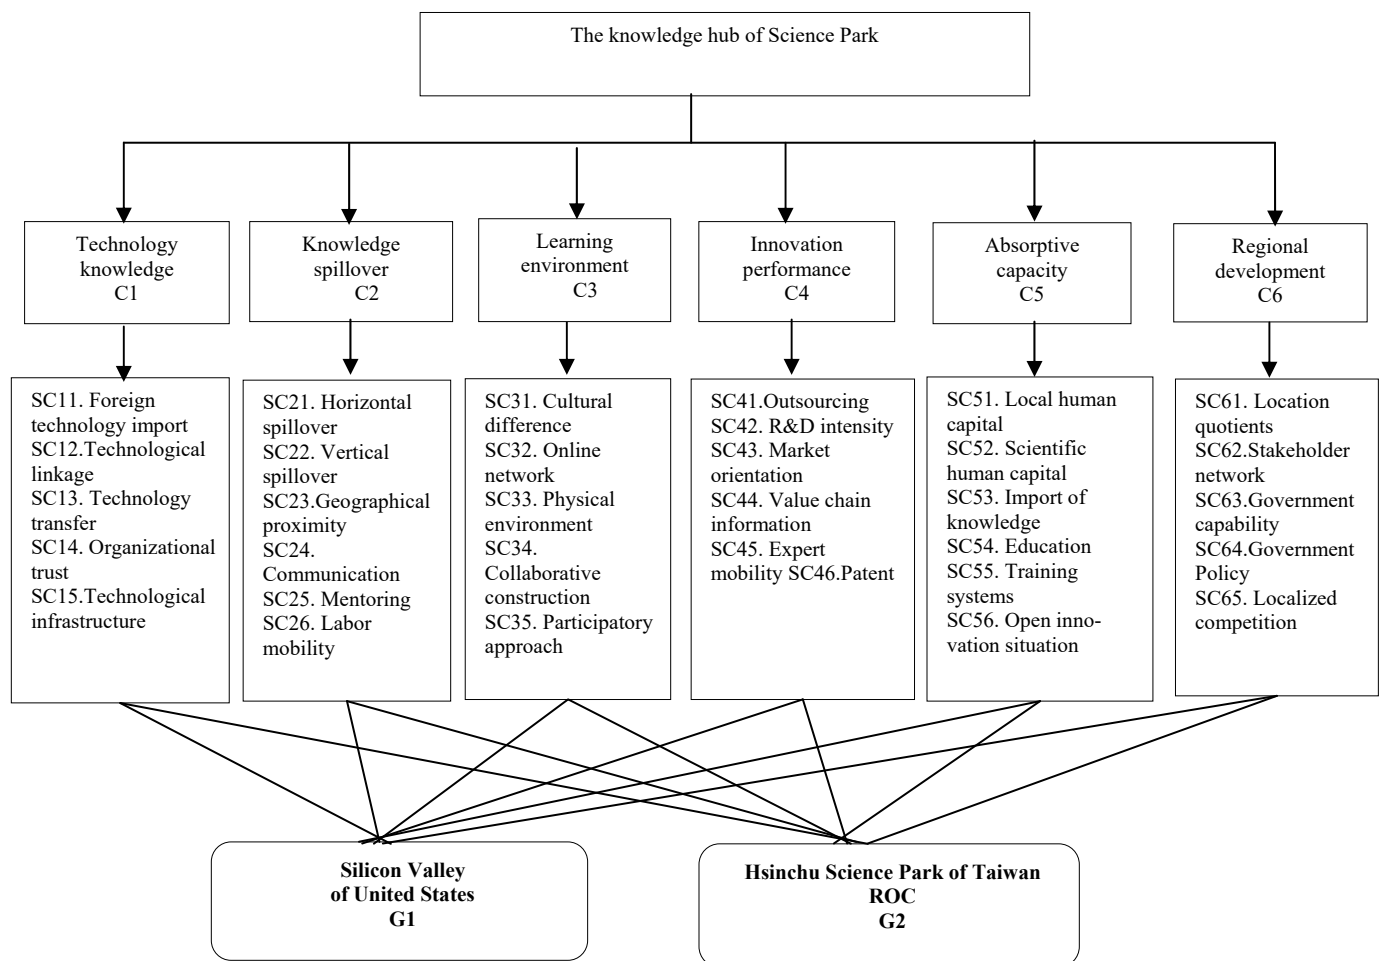 The knowledge hub of Science Park
Technology
knowledge
C1
Knowledge
spillover
C2
Learning
environment
C3
Innovation
performance
C4
Absorptive
capacity
C5
Regional
development
C6
SC11. Foreign
technology import
SC12.Technological
linkage
SC13. Technology
transfer
SC14. Organizational
trust
SC15.Technological
infrastructure
SC21. Horizontal
spillover
SC22. Vertical
spillover
SC23.Geographical
proximity
SC24.
Communication
SC25. Mentoring
SC26. Labor
mobility
SC31. Cultural
difference
SC32. Online
network
SC33. Physical
environment
SC34.
Collaborative
construction
SC35. Participatory
approach
SC41.Outsourcing
SC42. R&D intensity
SC43. Market
orientation
SC44. Value chain
information
SC45. Expert
mobility SC46.Patent
SC51. Local human
capital
SC52. Scientific
human capital
SC53. Import of
knowledge
SC54. Education
SC55. Training
systems
SC56. Open inno-
vation situation
SC61. Location
quotients
SC62.Stakeholder
network
SC63.Government
capability
SC64.Government
Policy
SC65. Localized
competition
Silicon Valley
of United States
G1
Hsinchu Science Park of Taiwan
ROC
G2